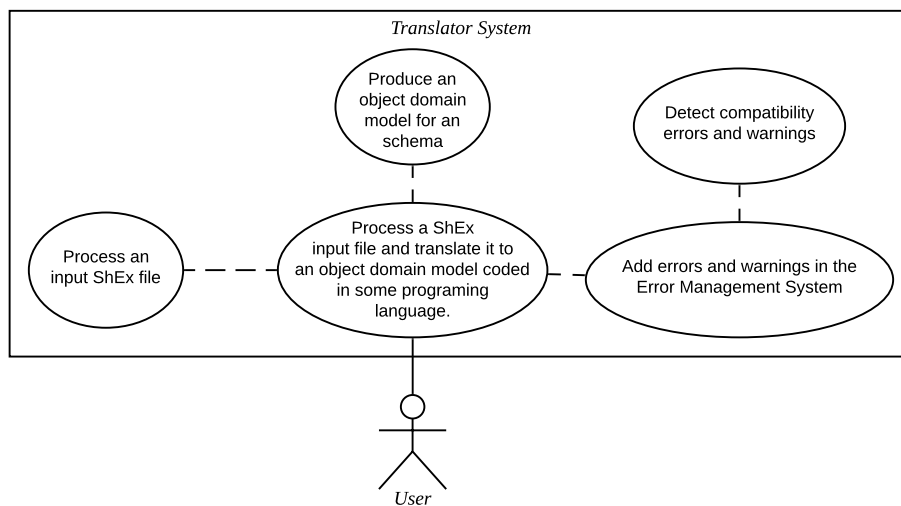 Translator System
Produce an
object domain
model for an
schema
Detect compatibility
errors and warnings
Process an
input ShEx file
Process a ShEx
input file and translate it to
an object domain model coded
in some programing
language.
Add errors and warnings in the
Error Management System
User